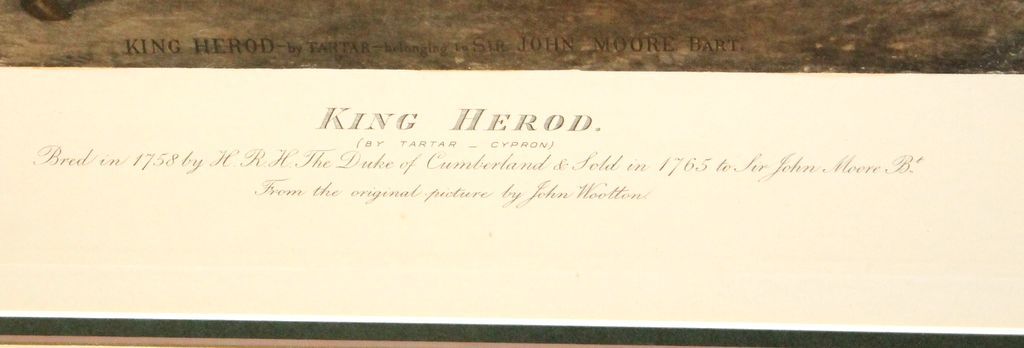 KING HEROD-by TARTAR-belonging to SIR JOHN MOORE BART.
KING HEROD.
(BY TARTAR _ CYPRON)
Bred in 1758 by H.R.H. The Duke of Cumberland & Sold in 1765 to Sir John Moore Bt.
From the original picture by John Wootton.